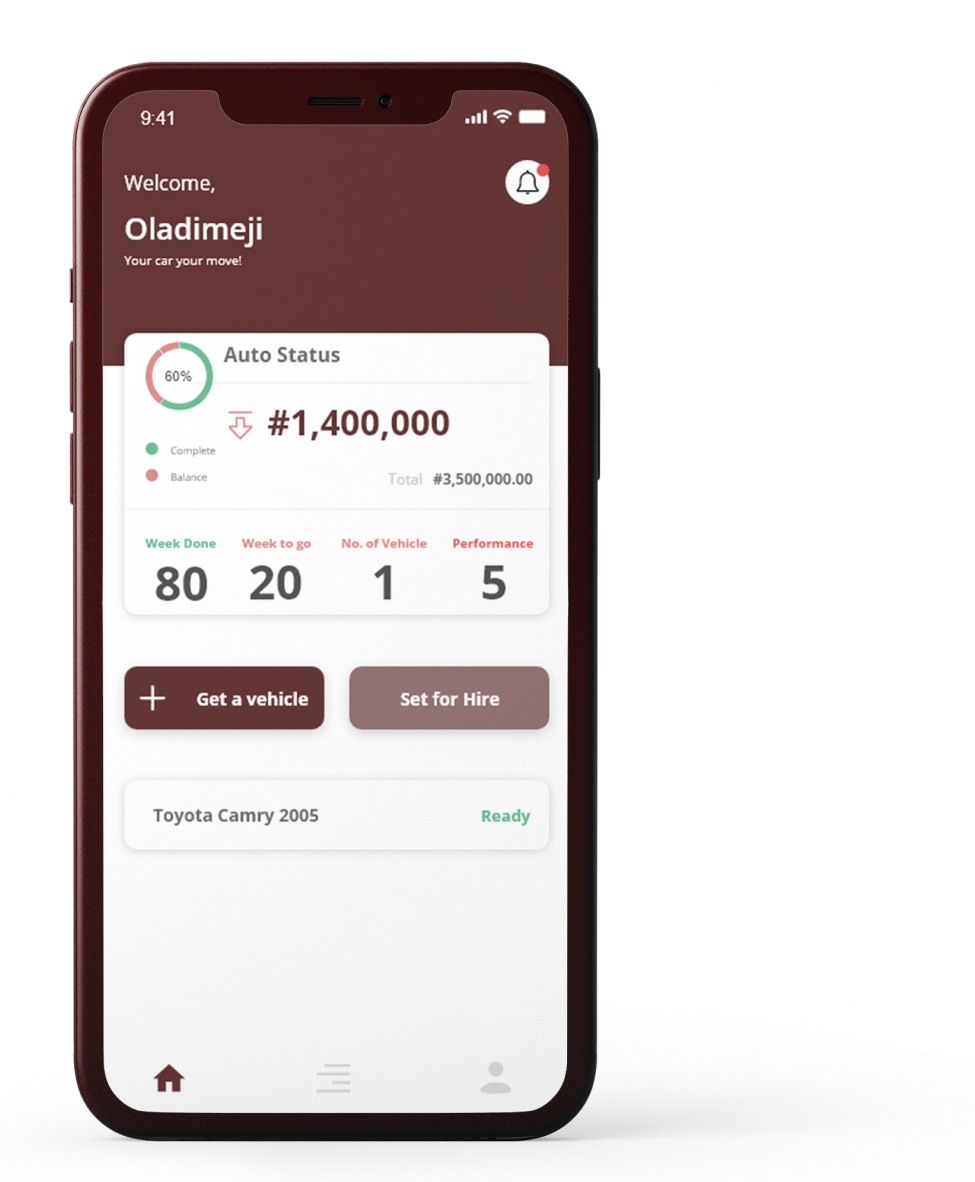 9:41
Welcome,
Oladimeji
Your car your move!
60%
Auto Status
#1,400,000
Complete
Balance
Total #3,500,000.00
Week Done Week to go No. of Vehicle Performance
80 20 1 5
Get a vehicle
Set for Hire
Toyota Camry 2005 Ready